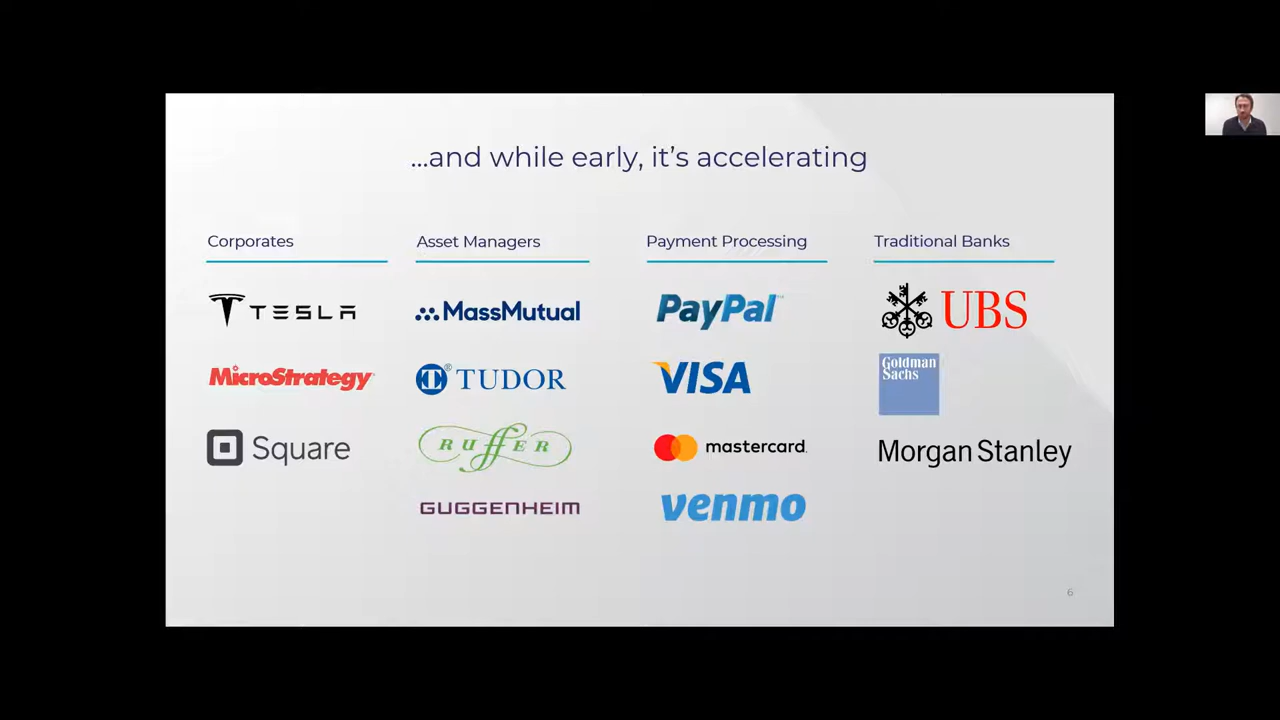 ...and while early, it's accelerating
Corporates
Asset Managers
Payment Processing
Traditional Banks
TESLA
MassMutual
PayPal™
UBS
MicroStrategy
TUDOR®
VISA
Goldman
Sachs
Square
RUFFER
mastercard.
Morgan Stanley
GUGGENHEIM
venmo
6